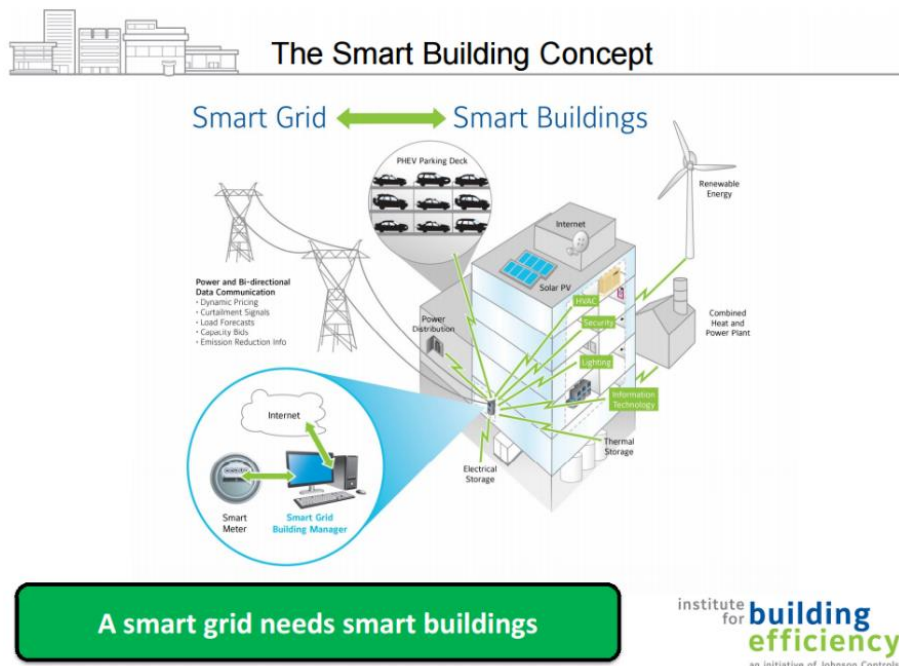 The Smart Building Concept
Smart Grid
Smart Buildings
PHEV Parking Deck
Renewable
Energy
Internet
Solar PV
Power and Bi-directional
Data Communication
• Dynamic Pricing
• Curtailment Signals
• Load Forecasts
• Capacity Bids
• Emission Reduction Info
Power
Distribution
HVAC
Security
Lighting
Information
Technology
Combined
Heat and
Power Plant
Thermal
Storage
Electrical
Storage
Internet
Smart
Meter
Smart Grid
Building Manager
A smart grid needs smart buildings
institute
for building
efficiency
an initiative of Johnson Controls